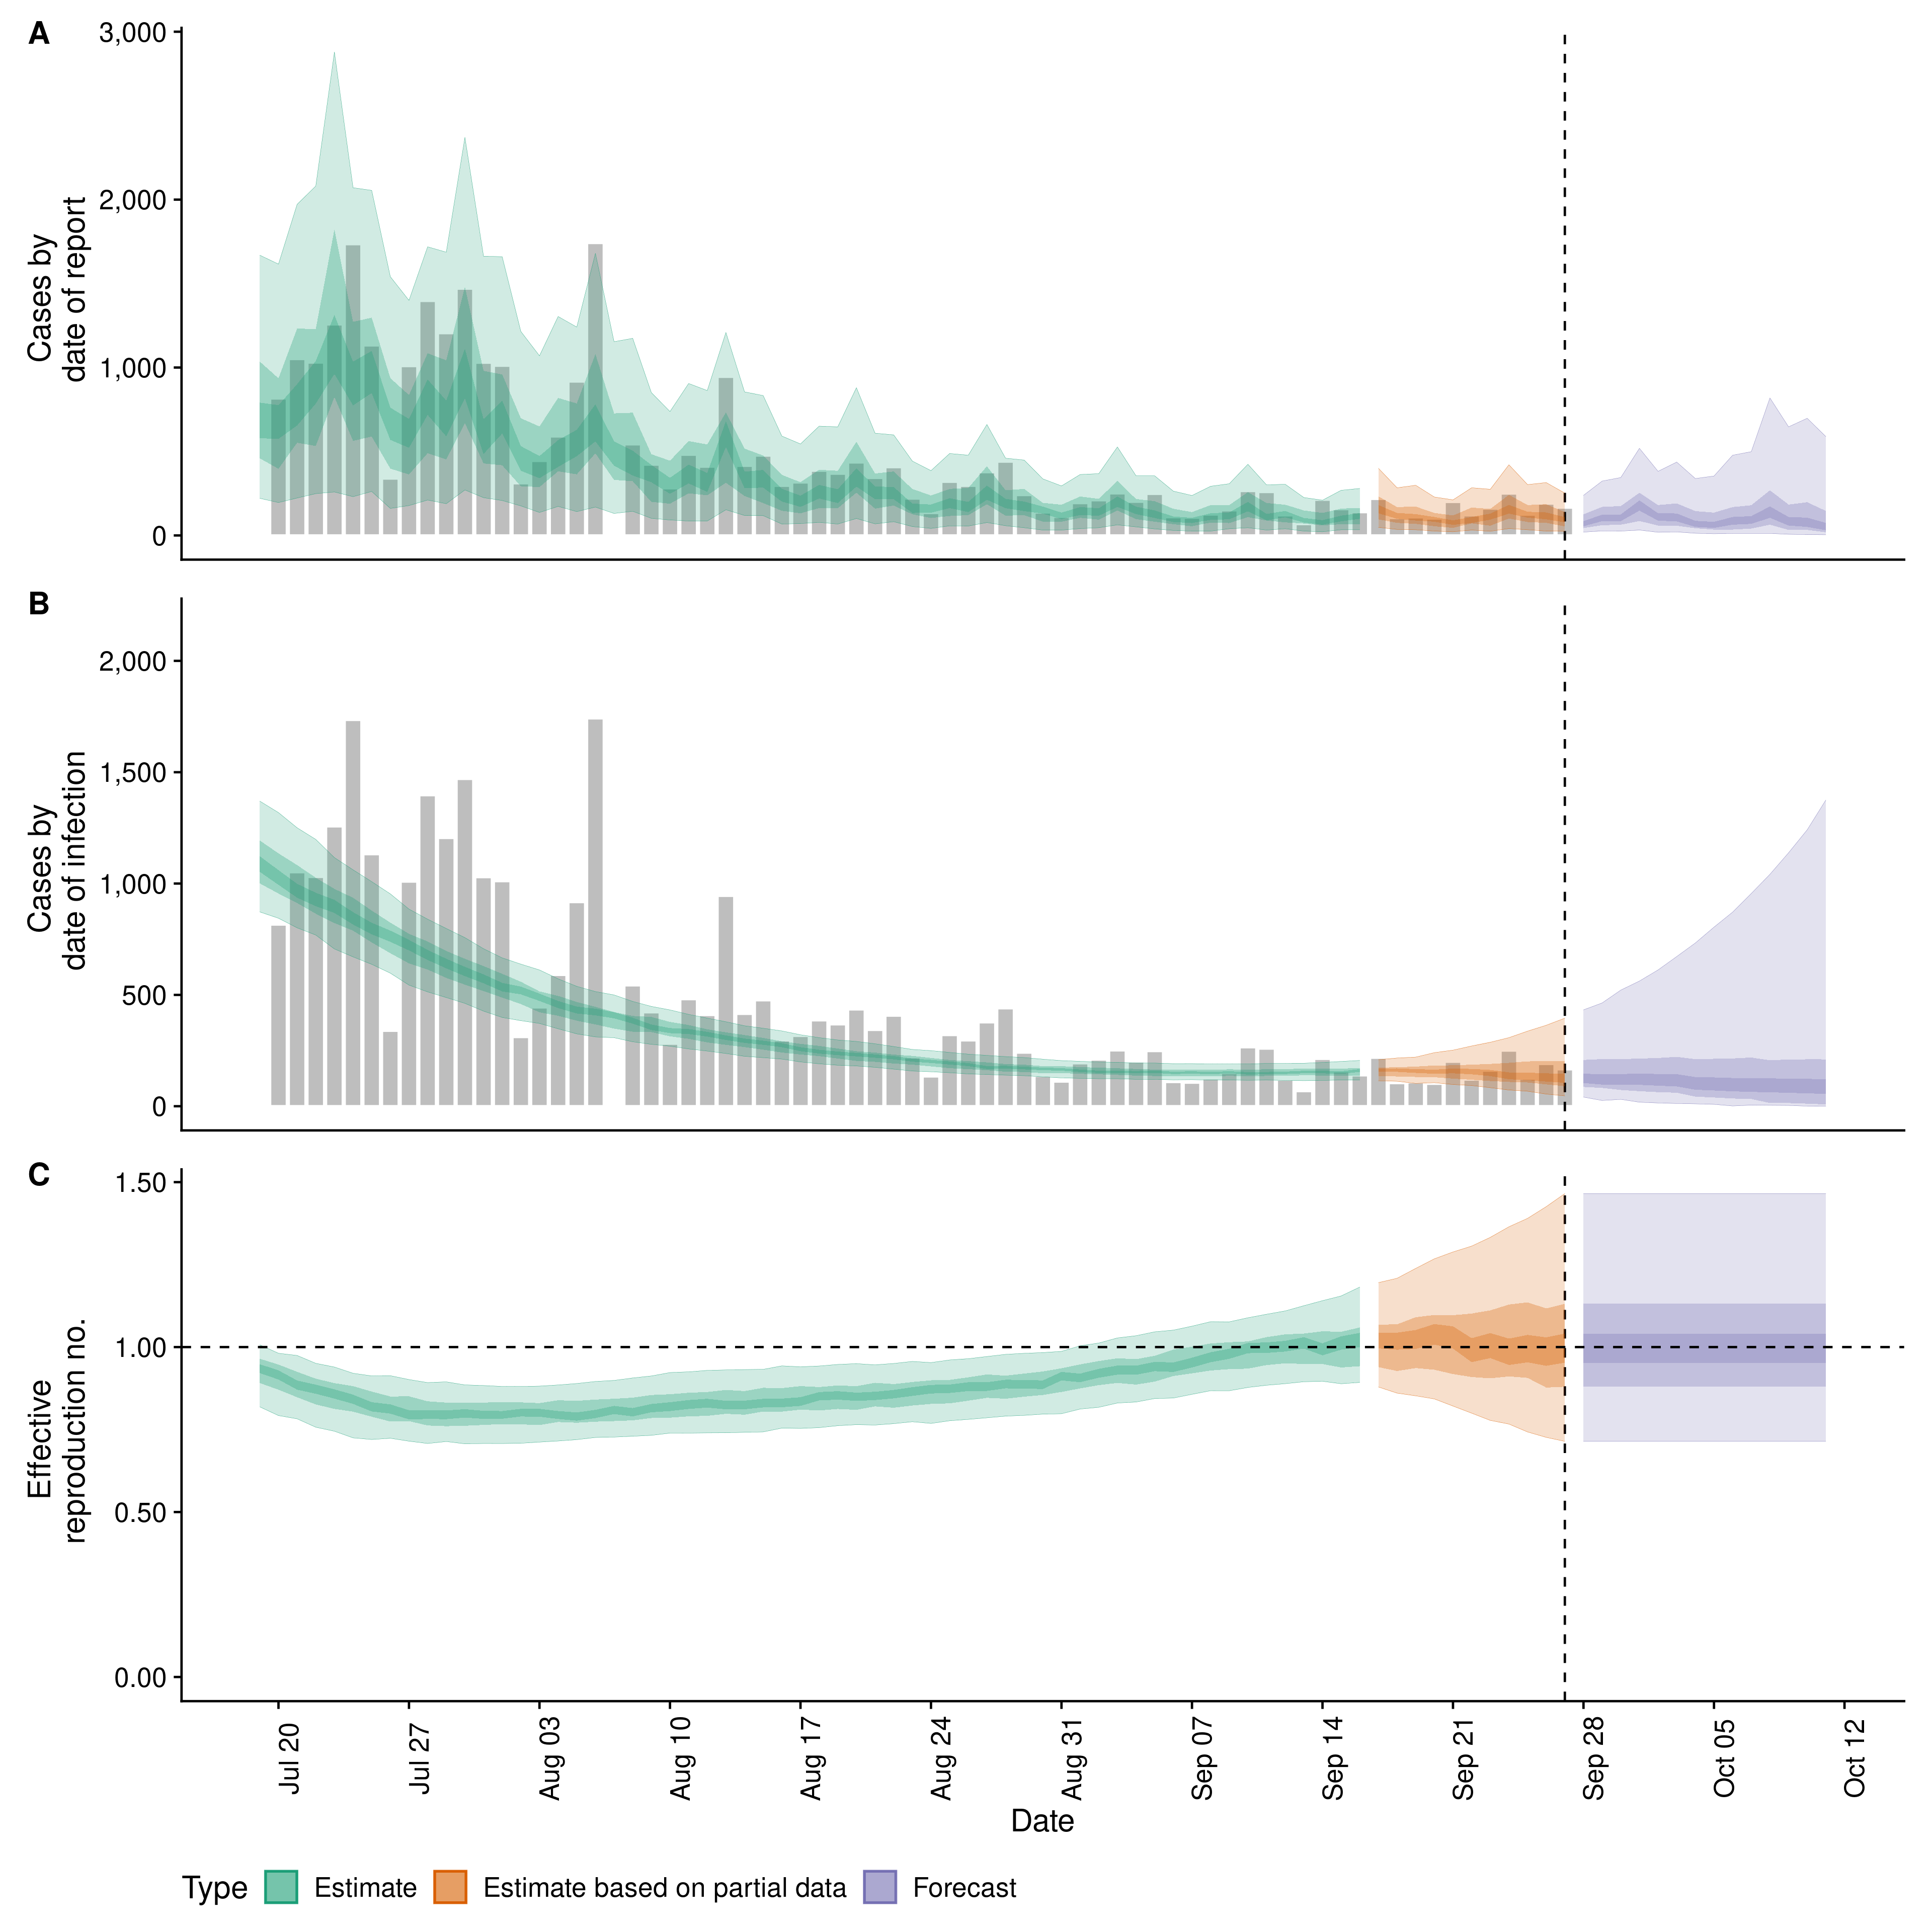 A
3,000
2,000
1,000
0
Cases by
date of report
B
2,000
1,500
1,000
500
0
Cases by
date of infection
C
1.50
1.00
0.50
0.00
Effective
reproduction no.
Jul 20
Jul 27
Aug 03
Aug 10
Aug 17
Aug 24
Aug 31
Sep 07
Sep 14
Sep 21
Sep 28
Oct 05
Oct 12
Date
Type Estimate Estimate based on partial data Forecast